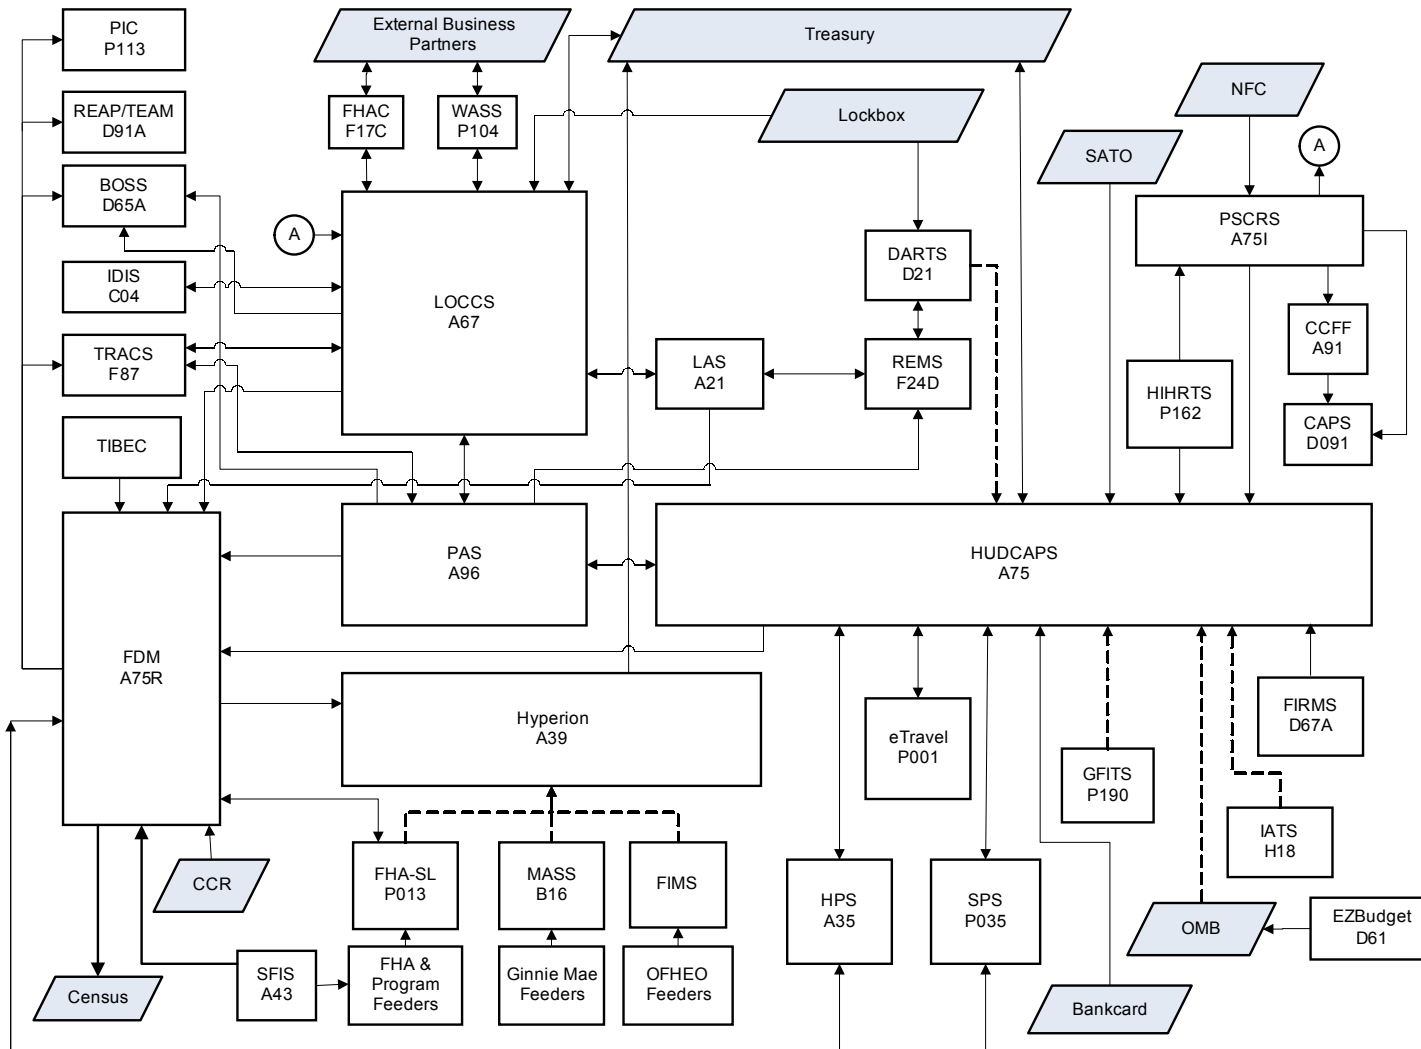 PIC
P113
External Business
Partners
Treasury
NFC
REAP/TEAM
D91A
FHAC
F17C
WASS
P104
Lockbox
SATO
A
BOSS
D65A
PSCRS
A75I
A
DARTS
D21
IDIS
C04
LOCCS
A67
CCFF
A91
TRACS
F87
LAS
A21
REMS
F24D
HIHRTS
P162
CAPS
D091
TIBEC
PAS
A96
HUDCAPS
A75
FDM
A75R
Hyperion
A39
eTravel
P001
FIRMS
D67A
GFITS
P190
IATS
H18
CCR
FHA-SL
P013
MASS
B16
FIMS
HPS
A35
SPS
P035
OMB
EZBudget
D61
Census
SFIS
A43
FHA &
Program
Feeders
Ginnie Mae
Feeders
OFHEO
Feeders
Bankcard